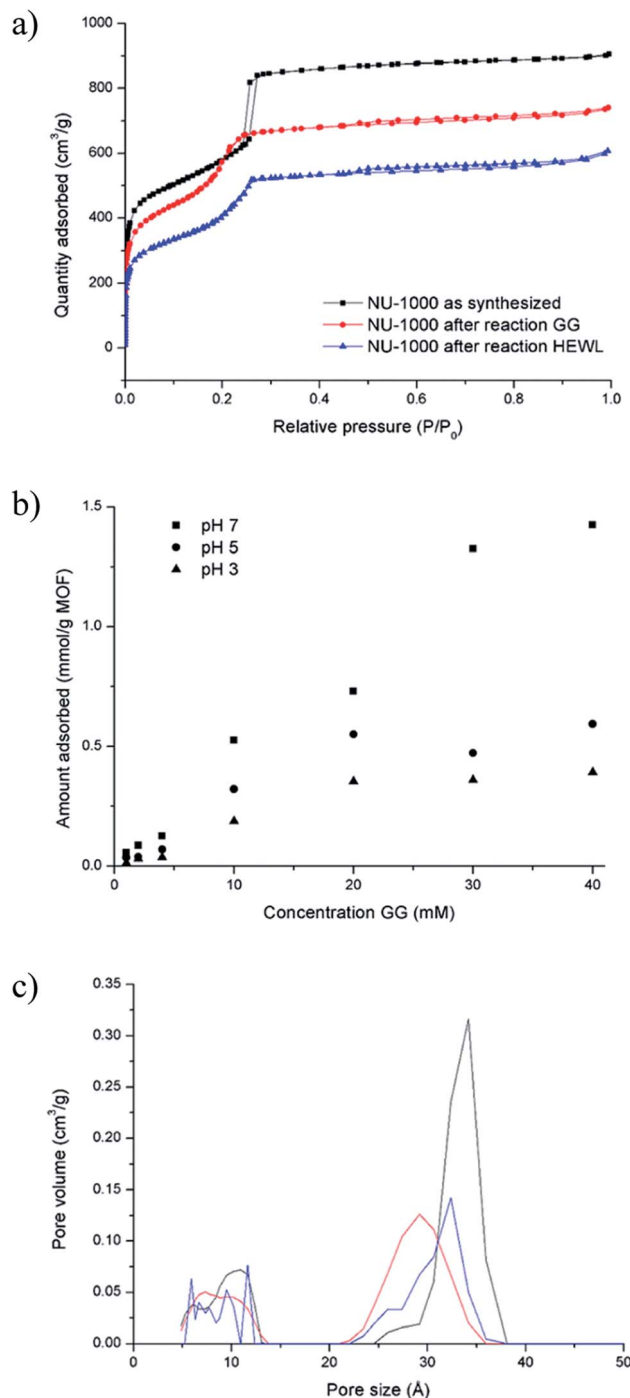 a)
1000
800
600
400
200
0
Quantity adsorbed (cm³/g)
NU-1000 as synthesized
NU-1000 after reaction GG
NU-1000 after reaction HEWL
0.0 0.2 0.4 0.6 0.8 1.0
Relative pressure (P/P₀)
b)
1.5
1.0
0.5
0.0
Amount adsorbed (mmol/g MOF)
pH 7
pH 5
pH 3
0 10 20 30 40
Concentration GG (mM)
c)
0.35
0.30
0.25
0.20
0.15
0.10
0.05
0.00
Pore volume (cm³/g)
0 10 20 30 40 50
Pore size (Å)